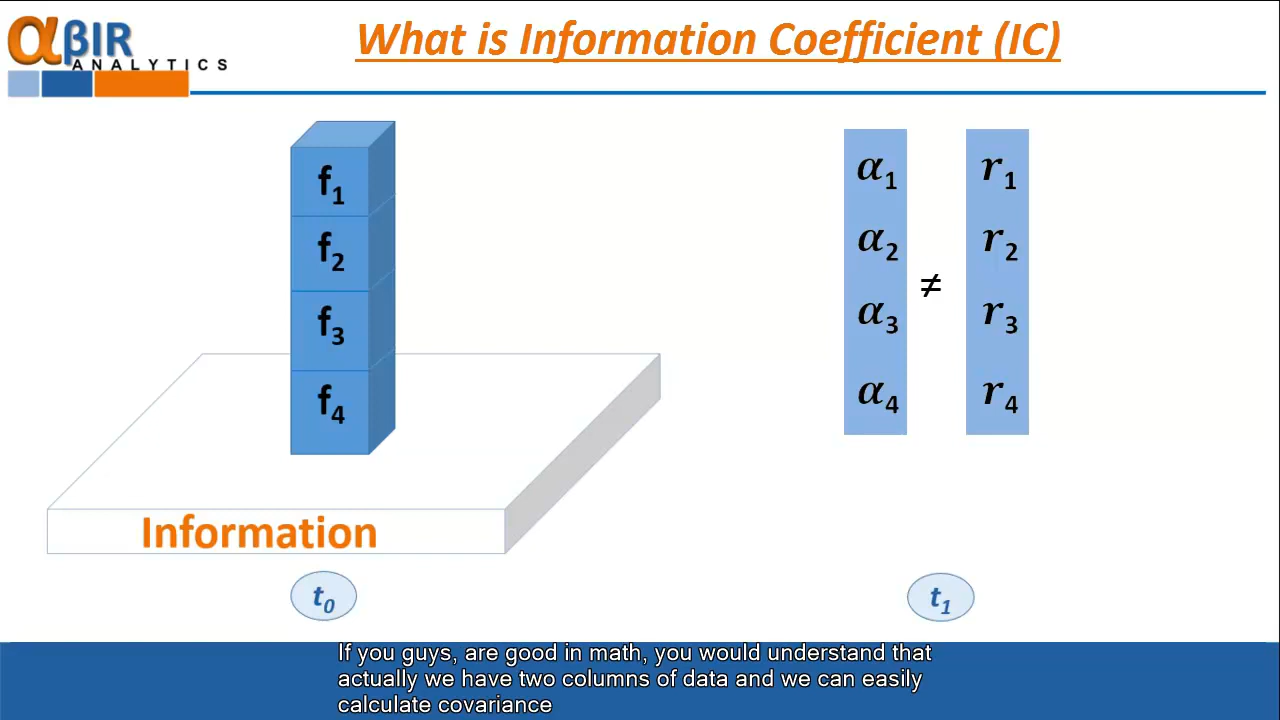 αβIR
ANALYTICS
What is Information Coefficient (IC)
f₁
f₂
f₃
f₄
Information
t₀
α₁
α₂
α₃
α₄
≠
r₁
r₂
r₃
r₄
t₁
If you guys, are good in math, you would understand that
actually we have two columns of data and we can easily
calculate covariance